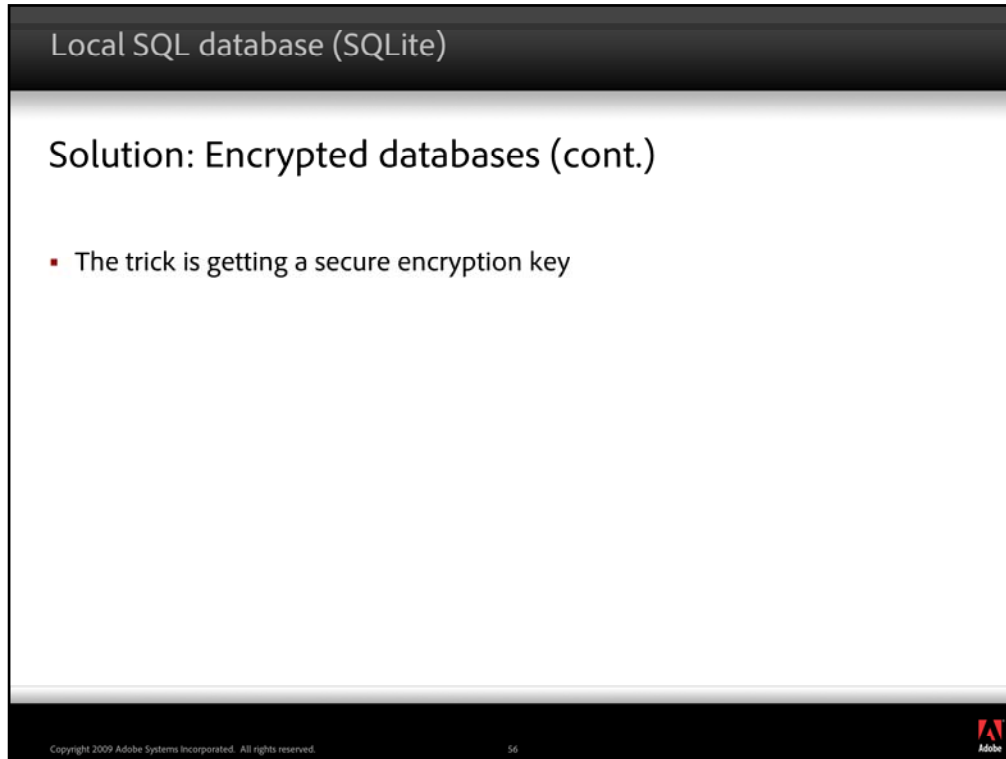 Local SQL database (SQLite)
Solution: Encrypted databases (cont.)
▪ The trick is getting a secure encryption key
Copyright 2009 Adobe Systems Incorporated. All rights reserved.
56
Adobe